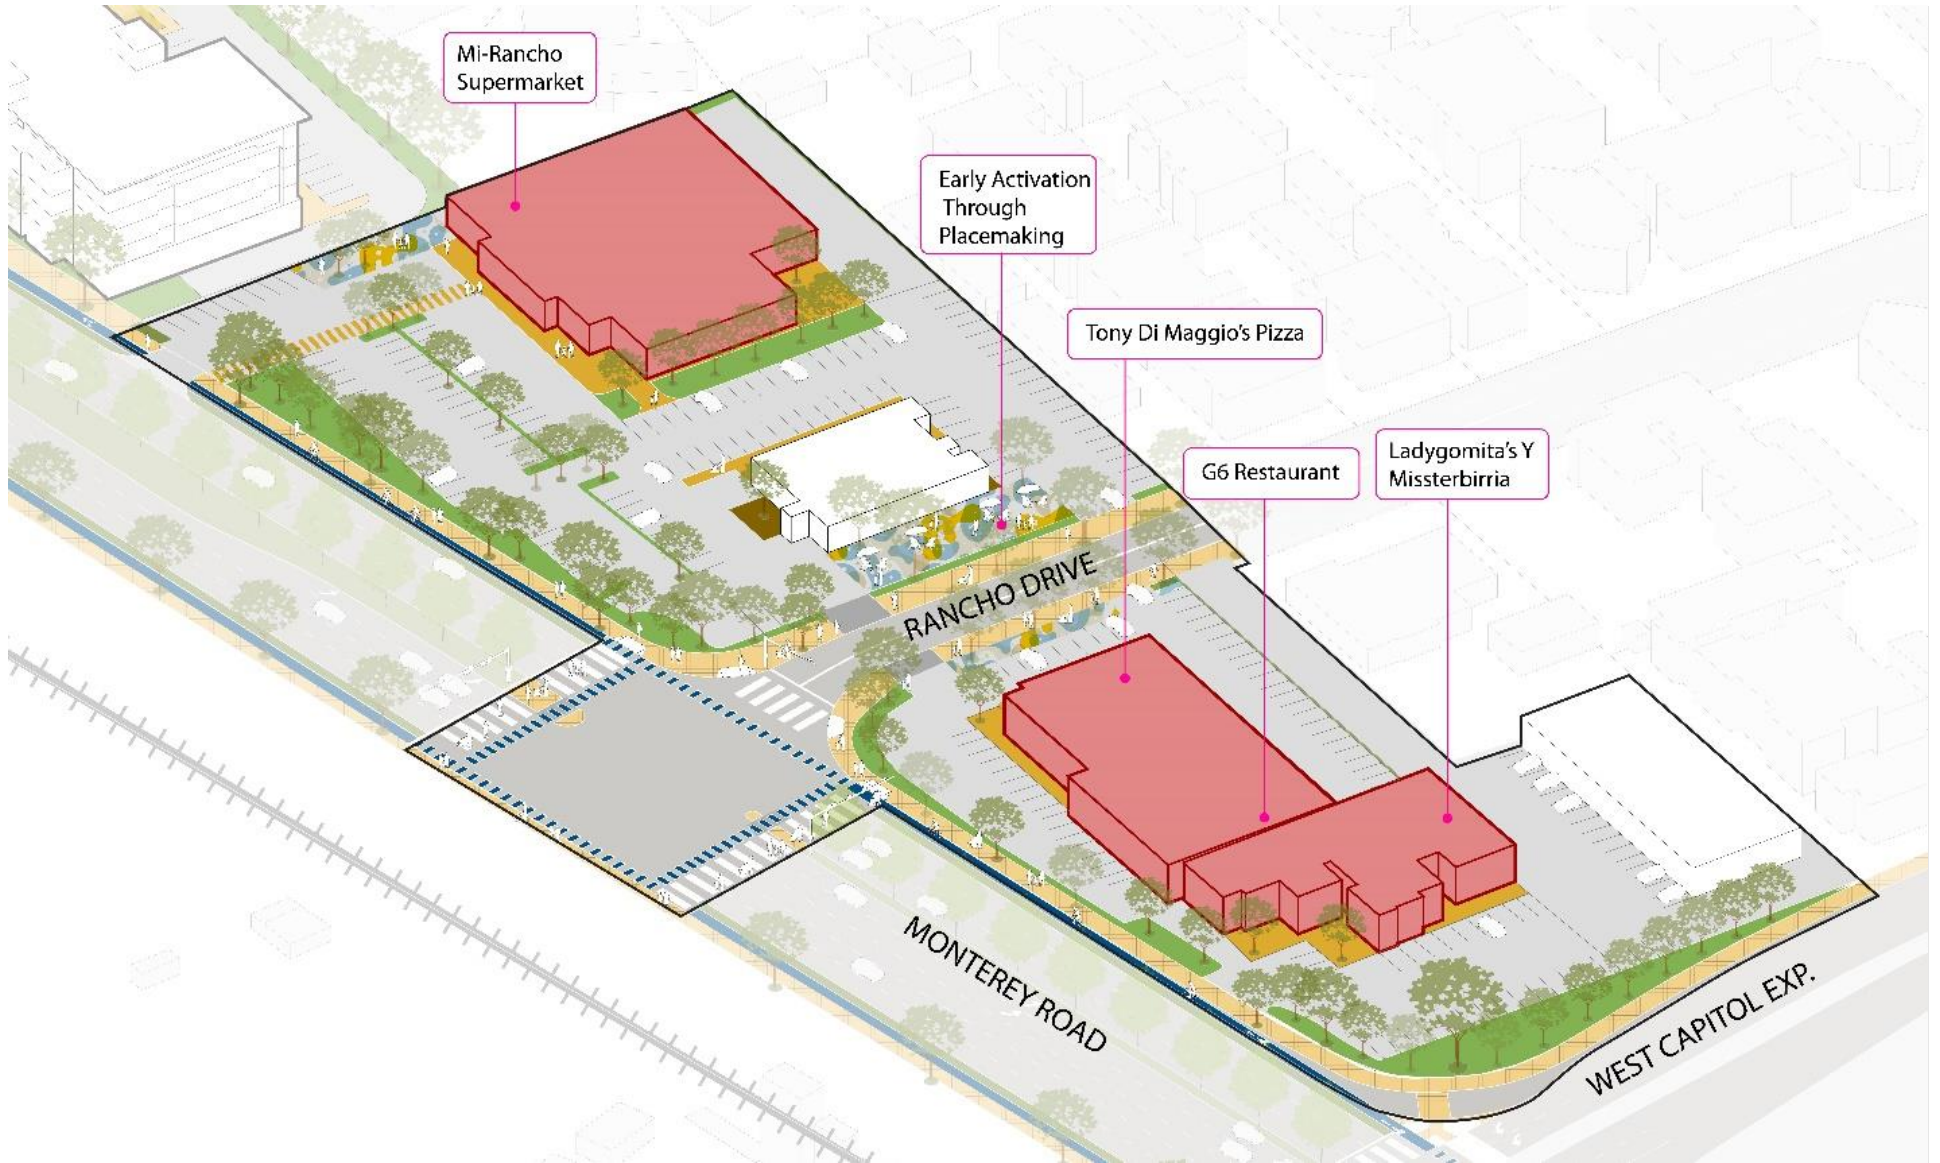 Mi-Rancho
Supermarket
Early Activation
Through
Placemaking
Tony Di Maggio's Pizza
G6 Restaurant
Ladygomita's Y
Missterbirria
RANCHO DRIVE
MONTEREY ROAD
WEST CAPITOL EXP.